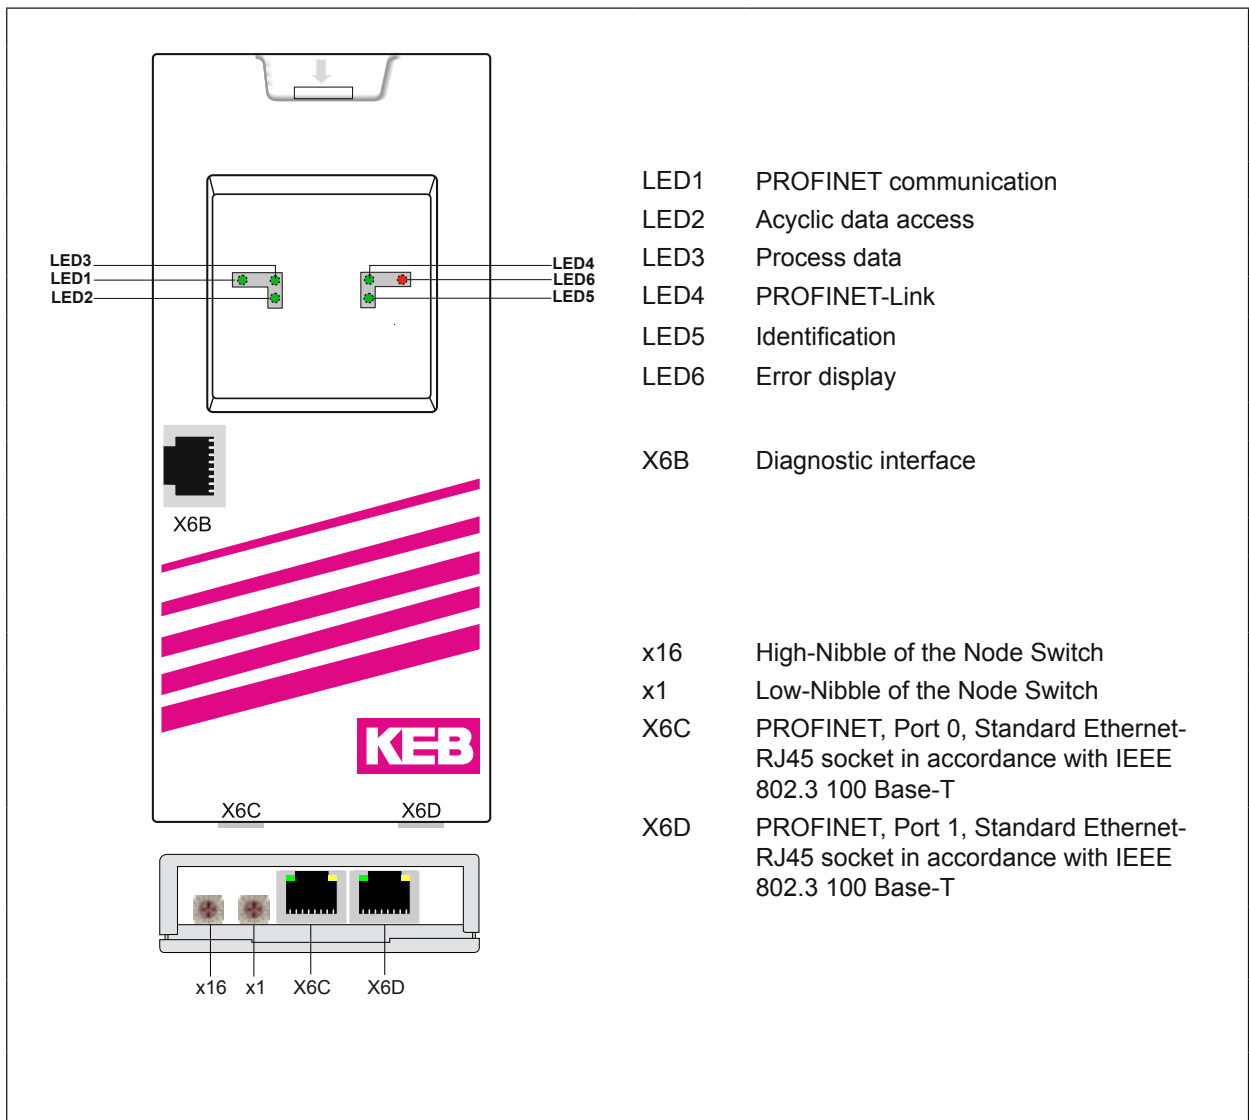 LED3
LED1
LED2
LED4
LED6
LED5
X6B
KEB
X6C X6D
x16 x1 X6C X6D
LED1 PROFINET communication
LED2 Acyclic data access
LED3 Process data
LED4 PROFINET-Link
LED5 Identification
LED6 Error display
X6B Diagnostic interface
x16 High-Nibble of the Node Switch
x1 Low-Nibble of the Node Switch
X6C PROFINET, Port 0, Standard Ethernet-
RJ45 socket in accordance with IEEE
802.3 100 Base-T
X6D PROFINET, Port 1, Standard Ethernet-
RJ45 socket in accordance with IEEE
802.3 100 Base-T